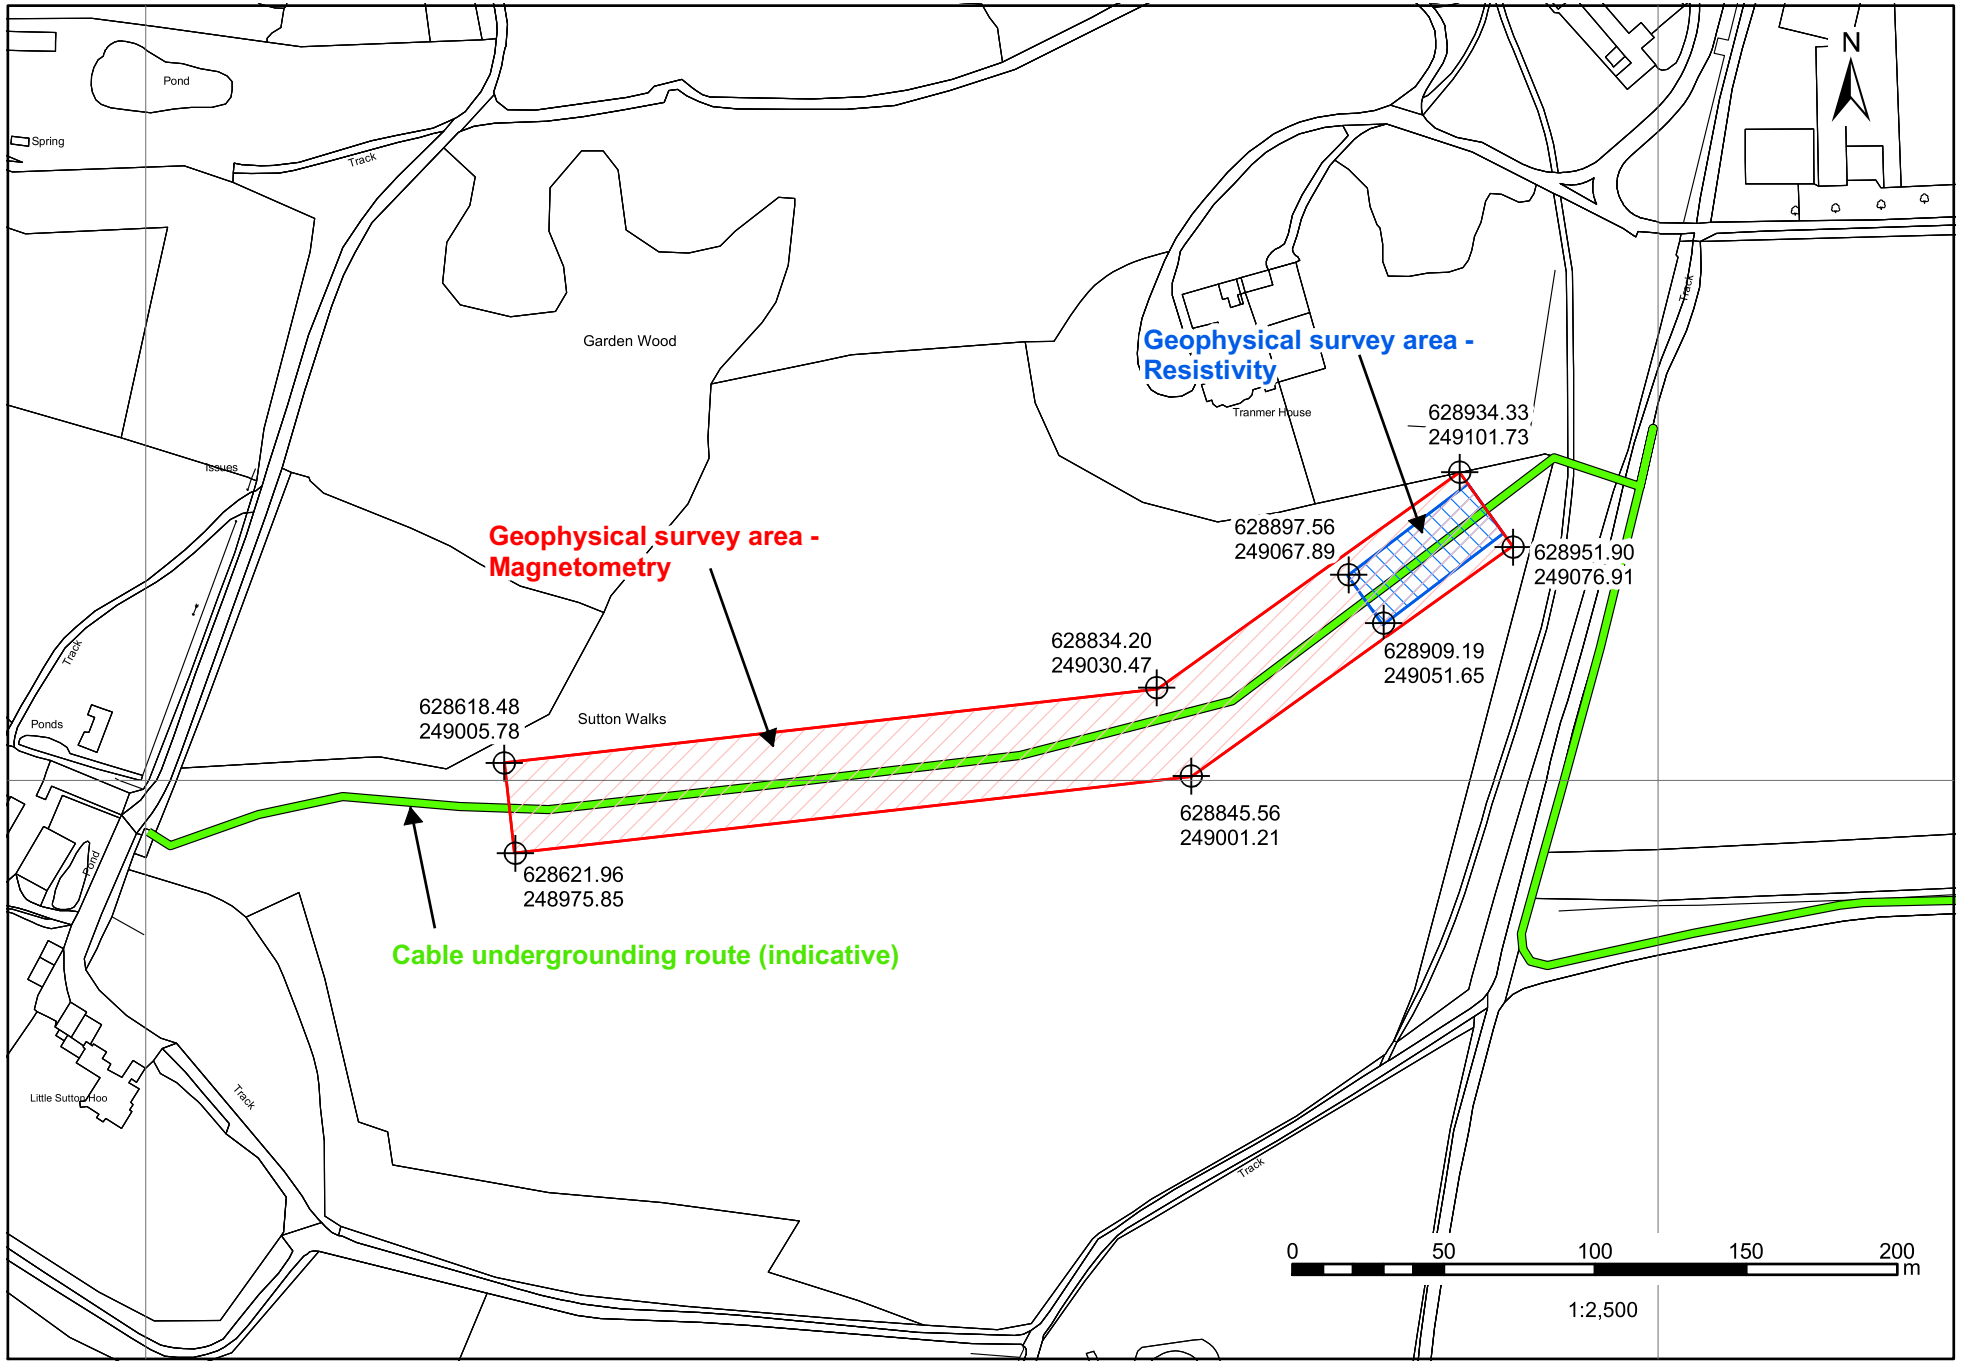 N
Pond
Spring
Track
Track
Garden Wood
Geophysical survey area -
Resistivity
Tranmer House
628934.33
249101.73
Issues
Geophysical survey area -
Magnetometry
628897.56
249067.89
628951.90
249076.91
Track
628834.20
249030.47
628909.19
249051.65
628618.48
249005.78
Sutton Walks
Ponds
628845.56
249001.21
Pond
628621.96
248975.85
Cable undergrounding route (indicative)
Little Sutton Hoo
Track
Track
0 50 100 150 200
m
1:2,500